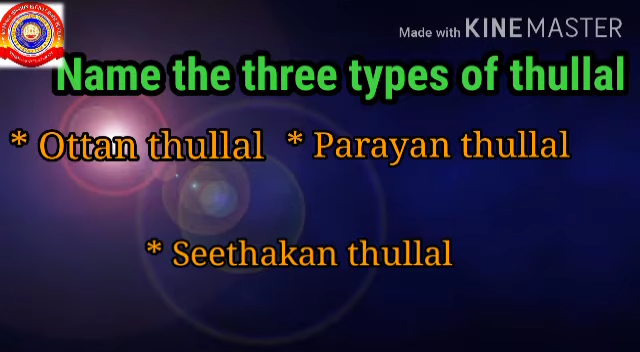 Made with KINEMASTER
Name the three types of thullal
* Ottan thullal * Parayan thullal
* Seethakan thullal